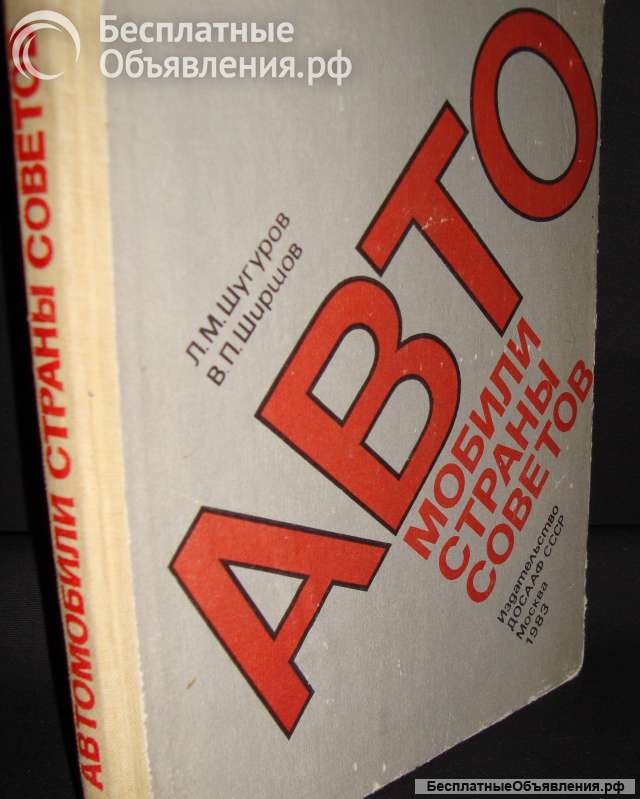 Бесплатные
Объявления.рф
АВТОМОБИЛИ СТРАНЫ СОВЕТОВ
Л.М.Шугуров
В.П.Ширшов
АВТО
МОБИЛИ
СТРАНЫ
СОВЕТОВ
Издательство
ДОСААФ СССР
Москва
1983
БесплатныеОбъявления.рф